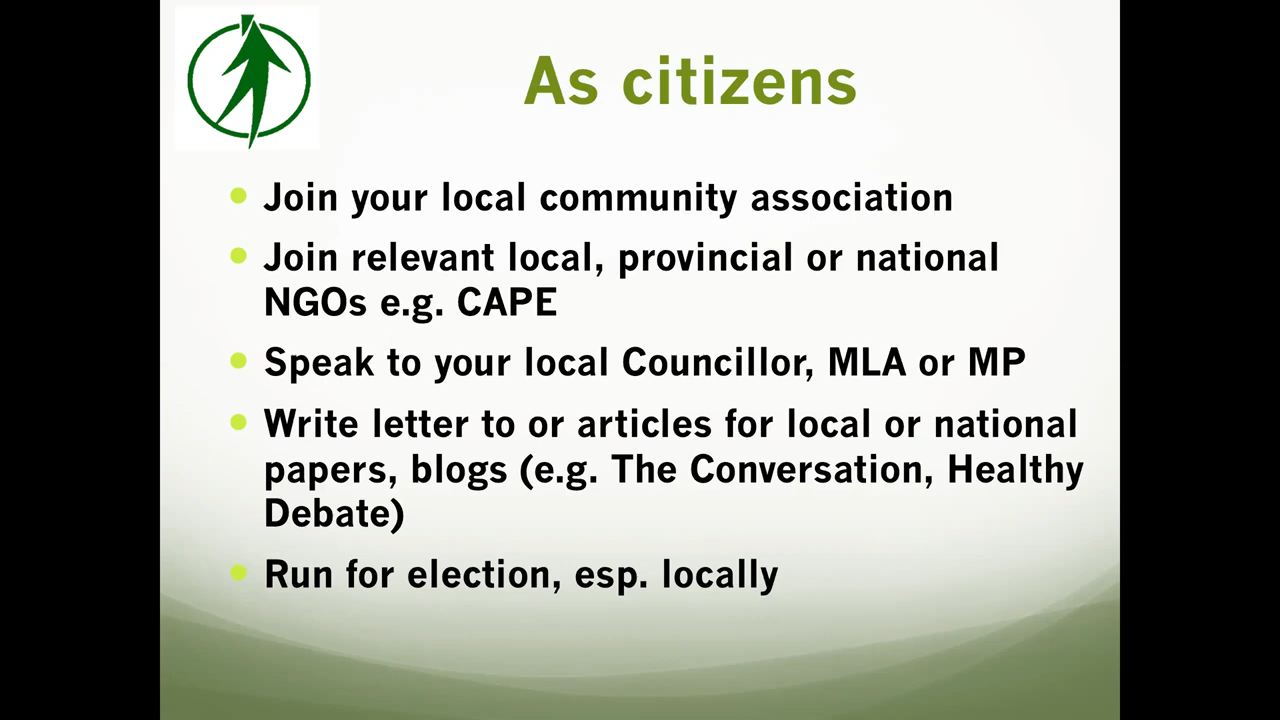 As citizens
• Join your local community association
• Join relevant local, provincial or national
NGOs e.g. CAPE
• Speak to your local Councillor, MLA or MP
• Write letter to or articles for local or national
papers, blogs (e.g. The Conversation, Healthy
Debate)
• Run for election, esp. locally